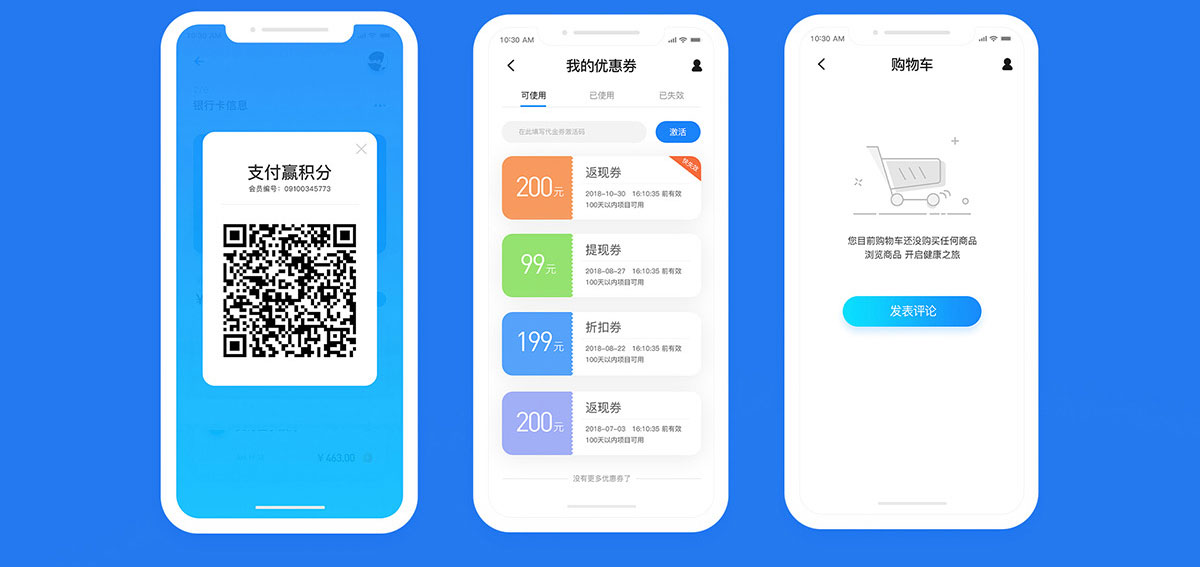 10:30 AM
银行卡信息
支付赢积分
会员编号：09100345773
¥ 463.00
10:30 AM
我的优惠券
可使用
已使用
已失效
在此填写代金券激活码
激活
200元
返现券
快失效
2018-10-30 16:10:35 前有效
100天以内项目可用
99元
提现券
2018-08-27 16:10:35 前有效
100天以内项目可用
199元
折扣券
2018-08-22 16:10:35 前有效
100天以内项目可用
200元
返现券
2018-07-03 16:10:35 前有效
100天以内项目可用
没有更多优惠券了
10:30 AM
购物车
您目前购物车还没购买任何商品
浏览商品 开启健康之旅
发表评论